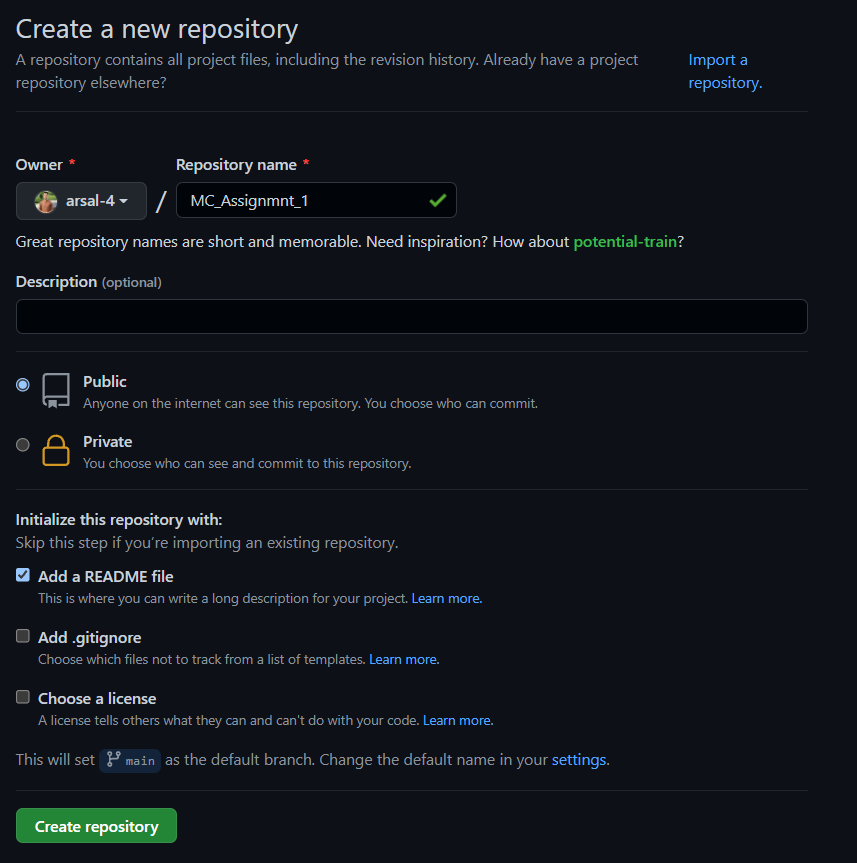 Create a new repository
A repository contains all project files, including the revision history. Already have a project
repository elsewhere?
Import a
repository.
Owner *
Repository name *
arsal-4
/
MC_Assignmnt_1
Great repository names are short and memorable. Need inspiration? How about potential-train?
Description (optional)
Public
Anyone on the internet can see this repository. You choose who can commit.
Private
You choose who can see and commit to this repository.
Initialize this repository with:
Skip this step if you're importing an existing repository.
Add a README file
This is where you can write a long description for your project. Learn more.
Add .gitignore
Choose which files not to track from a list of templates. Learn more.
Choose a license
A license tells others what they can and can't do with your code. Learn more.
This will set main as the default branch. Change the default name in your settings.
Create repository